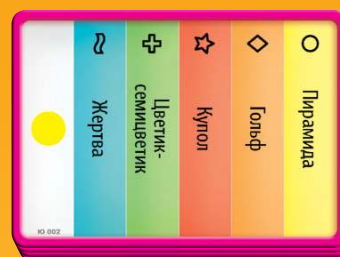 Пирамида
Гольф
Купол
Цветик-
семицветик
Жертва
Ю 002